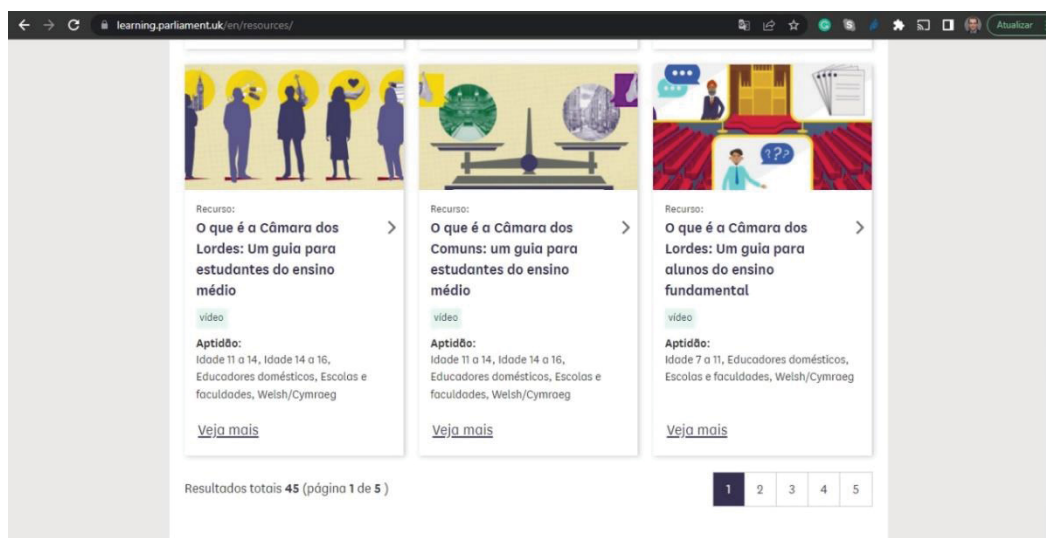 learning.parliament.uk/en/resources/
Atualizar
???
Recurso:
O que é a Câmara dos
Lordes: Um guia para
estudantes do ensino
médio
vídeo
Aptidão:
Idade 11 a 14, Idade 14 a 16,
Educadores domésticos, Escolas e
faculdades, Welsh/Cymraeg
Veja mais
Recurso:
O que é a Câmara dos
Comuns: um guia para
estudantes do ensino
médio
vídeo
Aptidão:
Idade 11 a 14, Idade 14 a 16,
Educadores domésticos, Escolas e
faculdades, Welsh/Cymraeg
Veja mais
Recurso:
O que é a Câmara dos
Lordes: Um guia para
alunos do ensino
fundamental
vídeo
Aptidão:
Idade 7 a 11, Educadores domésticos,
Escolas e faculdades, Welsh/Cymraeg
Veja mais
Resultados totais 45 (página 1 de 5 )
1 2 3 4 5